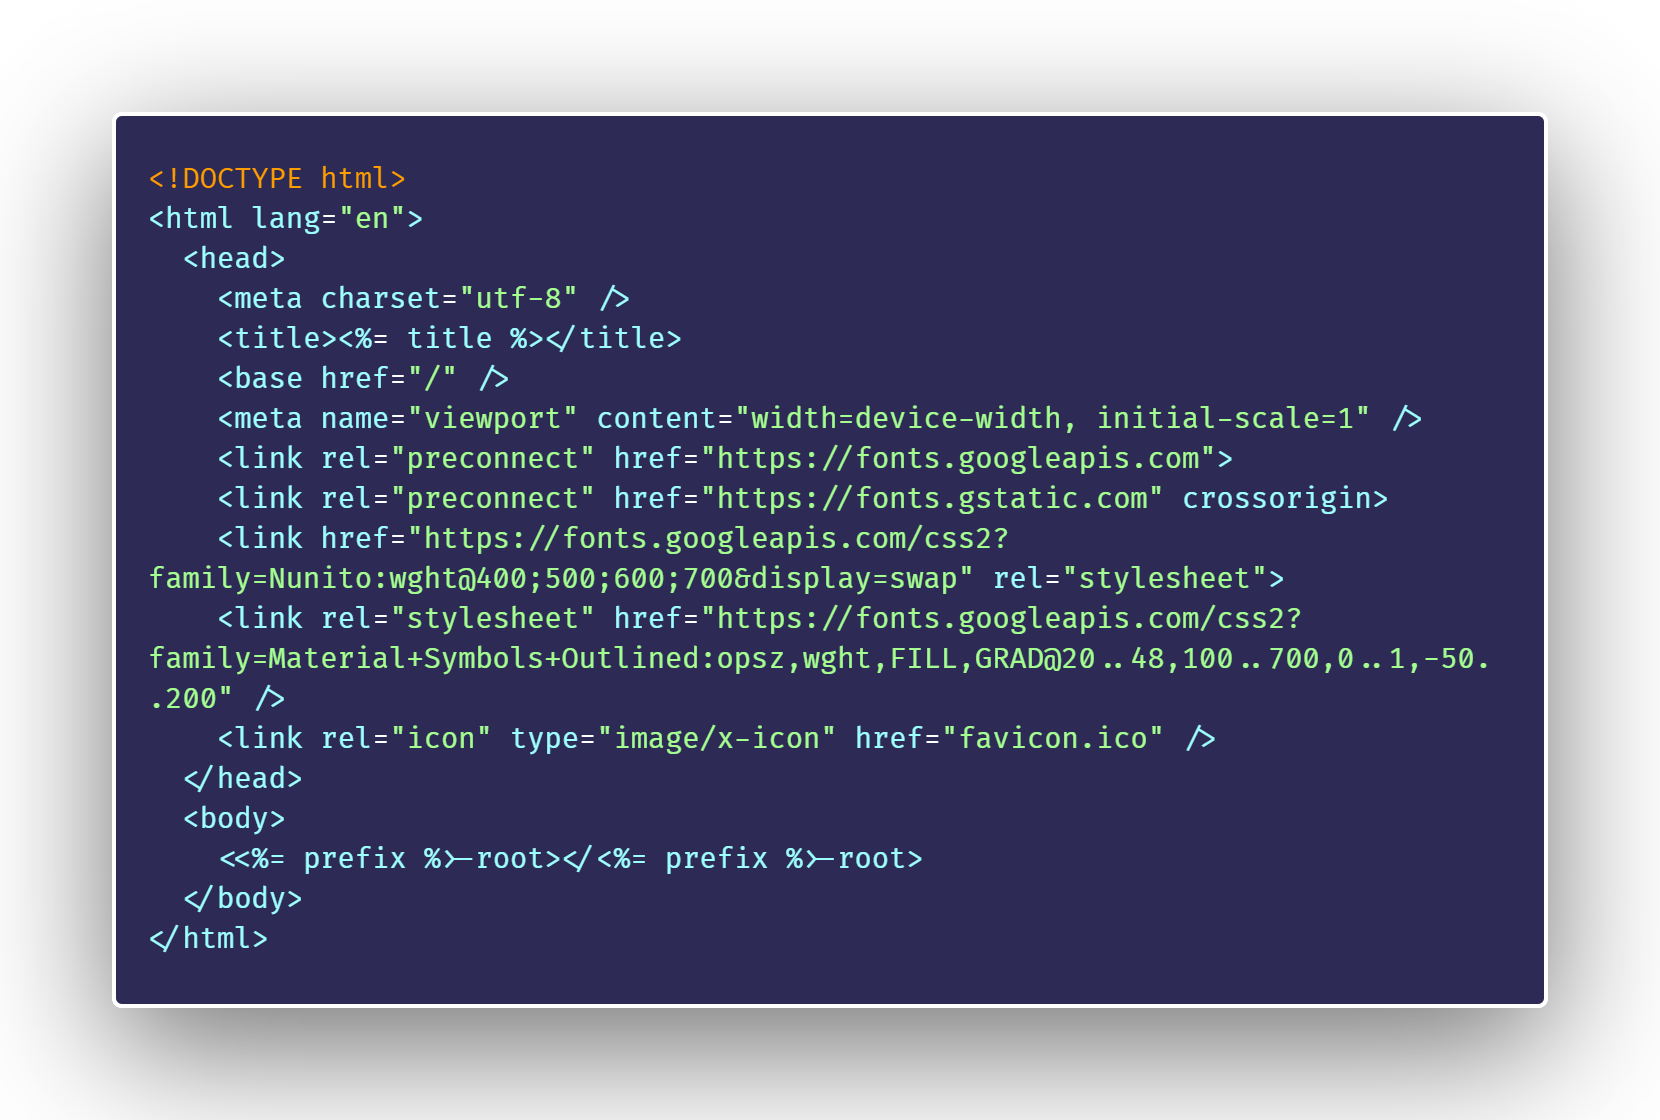 <!DOCTYPE html>
<html lang="en">
  <head>
    <meta charset="utf-8" />
    <title><%= title %></title>
    <base href="/" />
    <meta name="viewport" content="width=device-width, initial-scale=1" />
    <link rel="preconnect" href="https://fonts.googleapis.com">
    <link rel="preconnect" href="https://fonts.gstatic.com" crossorigin>
    <link href="https://fonts.googleapis.com/css2?
family=Nunito:wght@400;500;600;700&display=swap" rel="stylesheet">
    <link rel="stylesheet" href="https://fonts.googleapis.com/css2?
family=Material+Symbols+Outlined:opsz,wght,FILL,GRAD@20..48,100..700,0..1,-50.
.200" />
    <link rel="icon" type="image/x-icon" href="favicon.ico" />
  </head>
  <body>
    <<%= prefix %>-root></<%= prefix %>-root>
  </body>
</html>